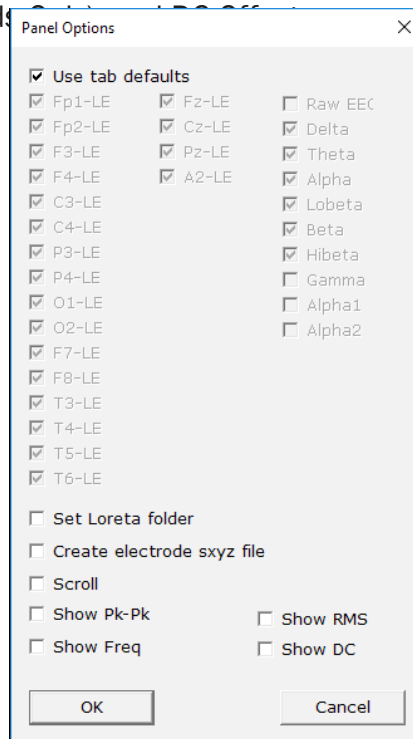 Panel Options
Use tab defaults
Fp1-LE
Fp2-LE
F3-LE
F4-LE
C3-LE
C4-LE
P3-LE
P4-LE
O1-LE
O2-LE
F7-LE
F8-LE
T3-LE
T4-LE
T5-LE
T6-LE
Fz-LE
Cz-LE
Pz-LE
A2-LE
Raw EEG
Delta
Theta
Alpha
Lobeta
Beta
Hibeta
Gamma
Alpha1
Alpha2
Set Loreta folder
Create electrode sxyz file
Scroll
Show Pk-Pk
Show RMS
Show Freq
Show DC
OK
Cancel